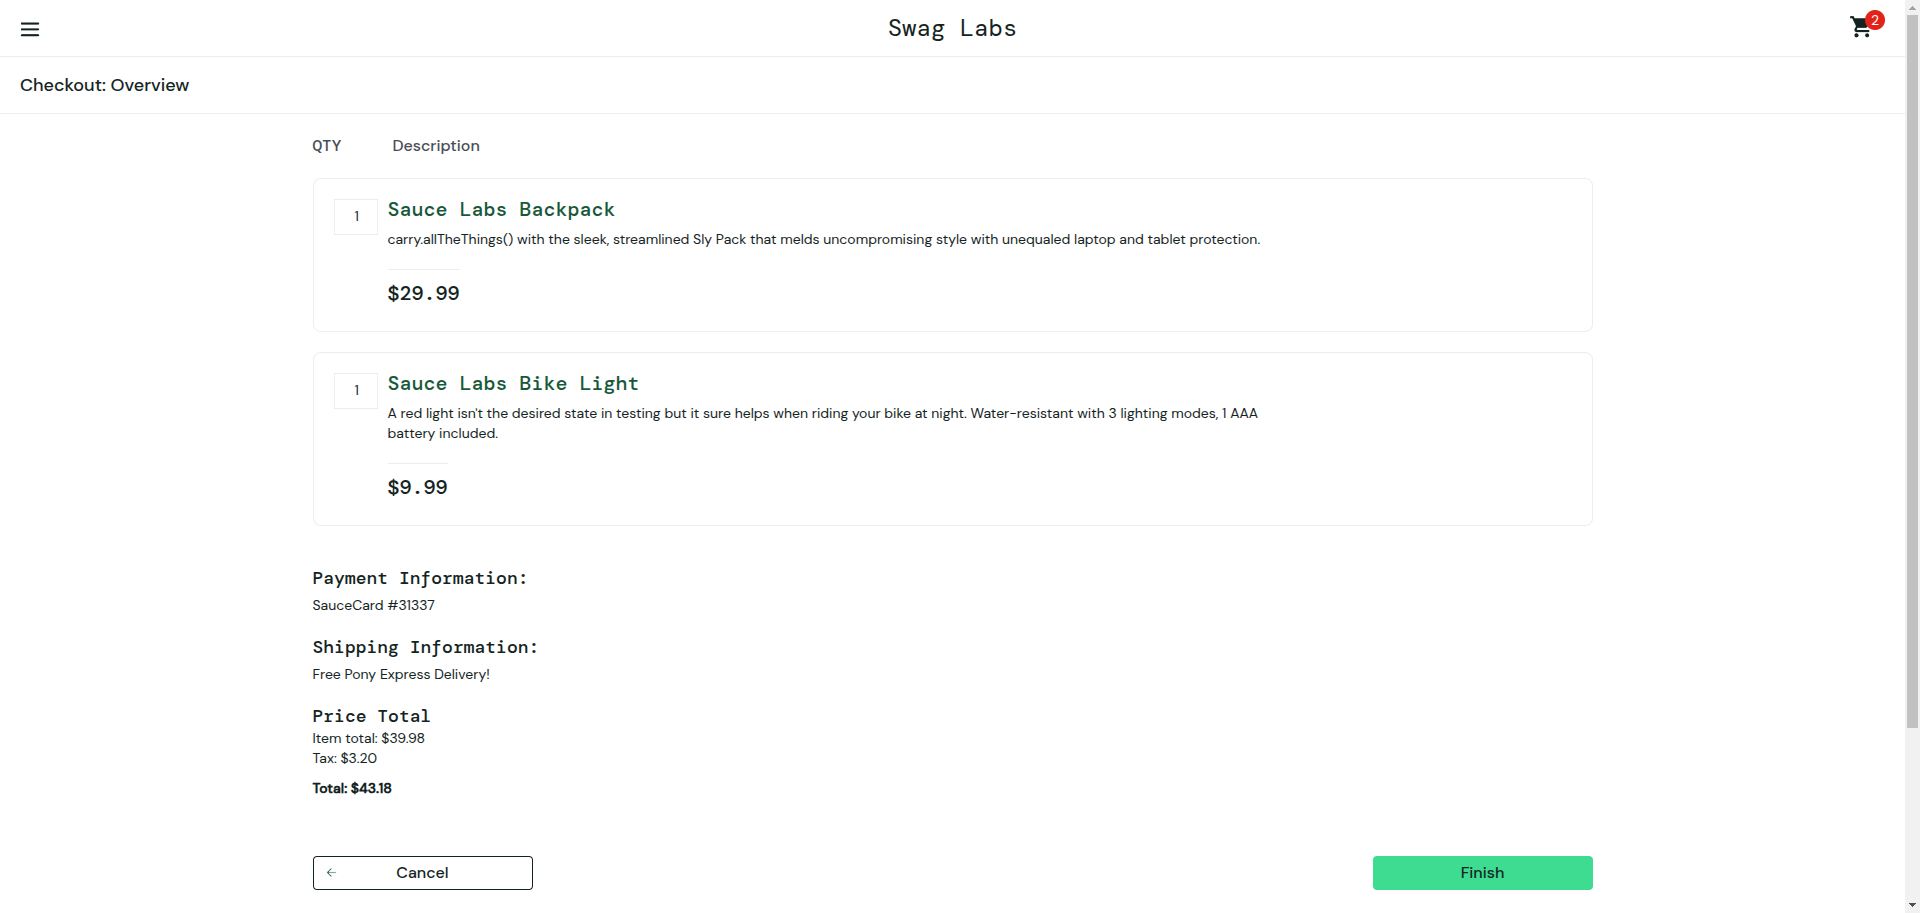 Swag Labs
2
Checkout: Overview
QTY Description
1
Sauce Labs Backpack
carry.allTheThings() with the sleek, streamlined Sly Pack that melds uncompromising style with unequaled laptop and tablet protection.
$29.99
1
Sauce Labs Bike Light
A red light isn't the desired state in testing but it sure helps when riding your bike at night. Water-resistant with 3 lighting modes, 1 AAA
battery included.
$9.99
Payment Information:
SauceCard #31337
Shipping Information:
Free Pony Express Delivery!
Price Total
Item total: $39.98
Tax: $3.20
Total: $43.18
Cancel
Finish